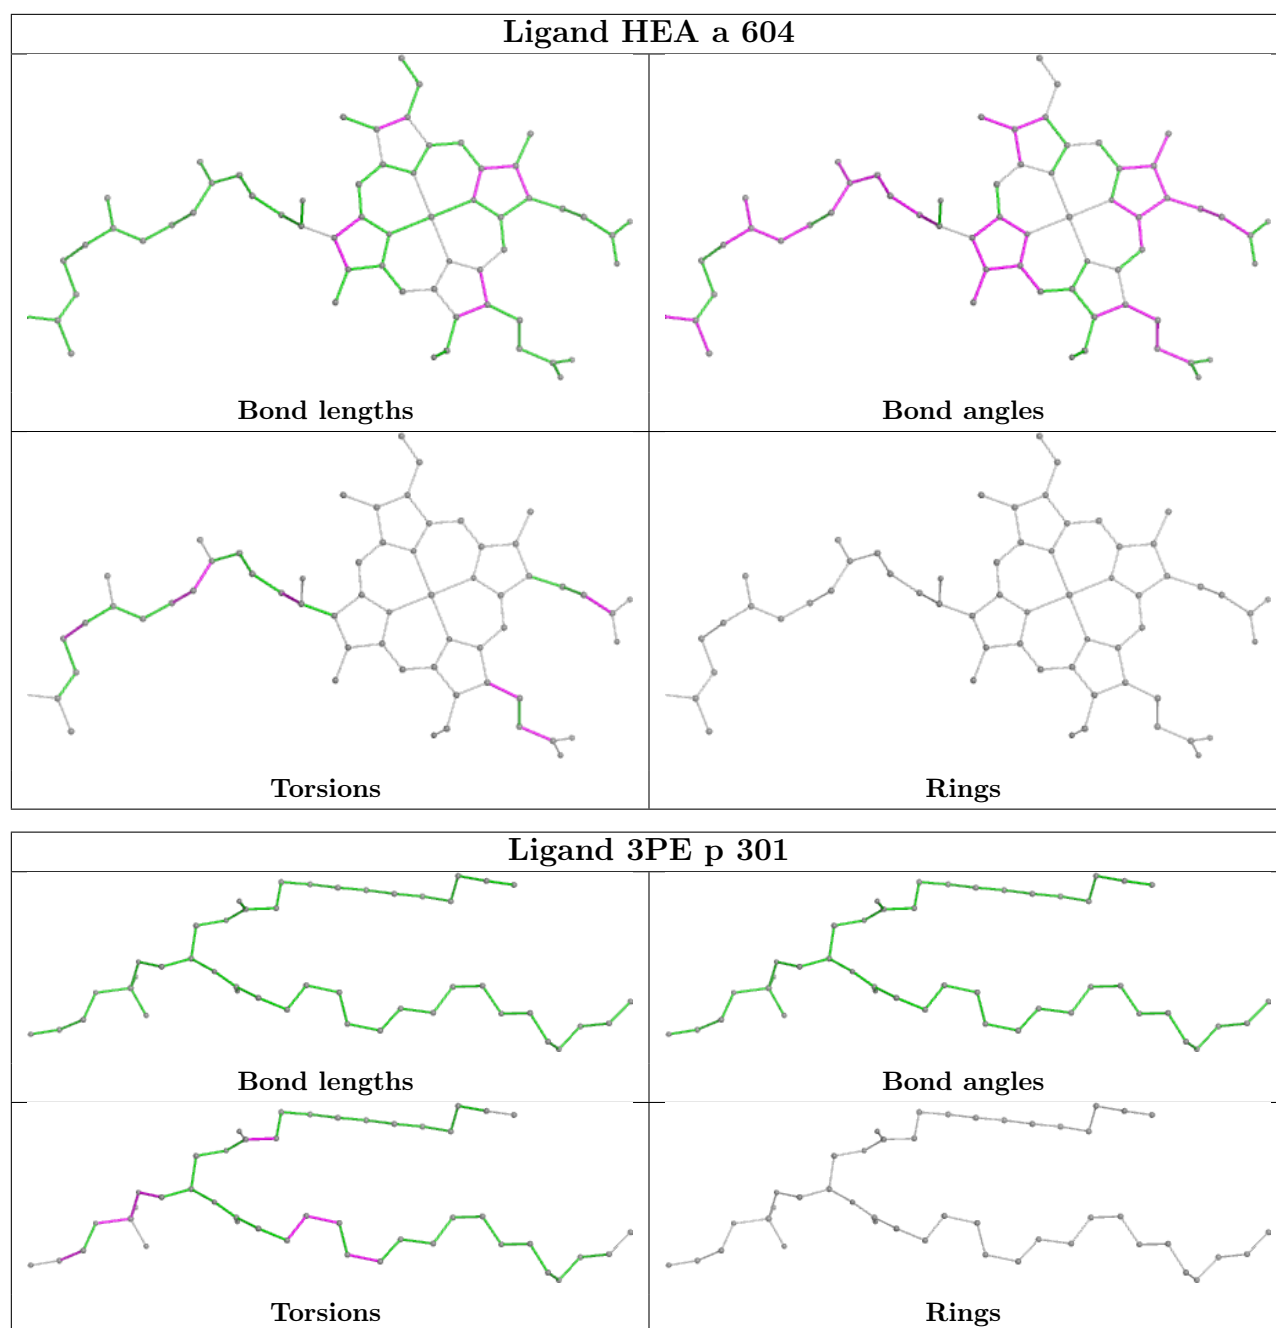 Ligand HEA a 604
Bond lengths
Bond angles
Torsions
Rings
Ligand 3PE p 301
Bond lengths
Bond angles
Torsions
Rings